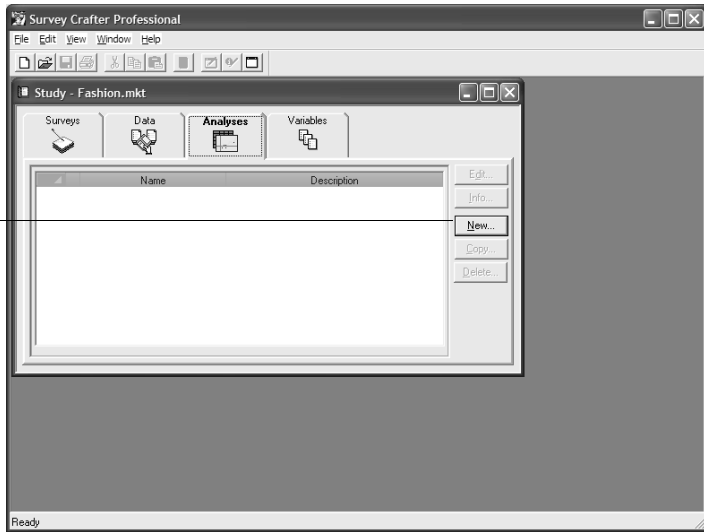 Survey Crafter Professional
File Edit View Window Help
Study - Fashion.mkt
Surveys Data Analyses Variables
Name Description
Edit...
Info...
New...
Copy...
Delete...
Ready